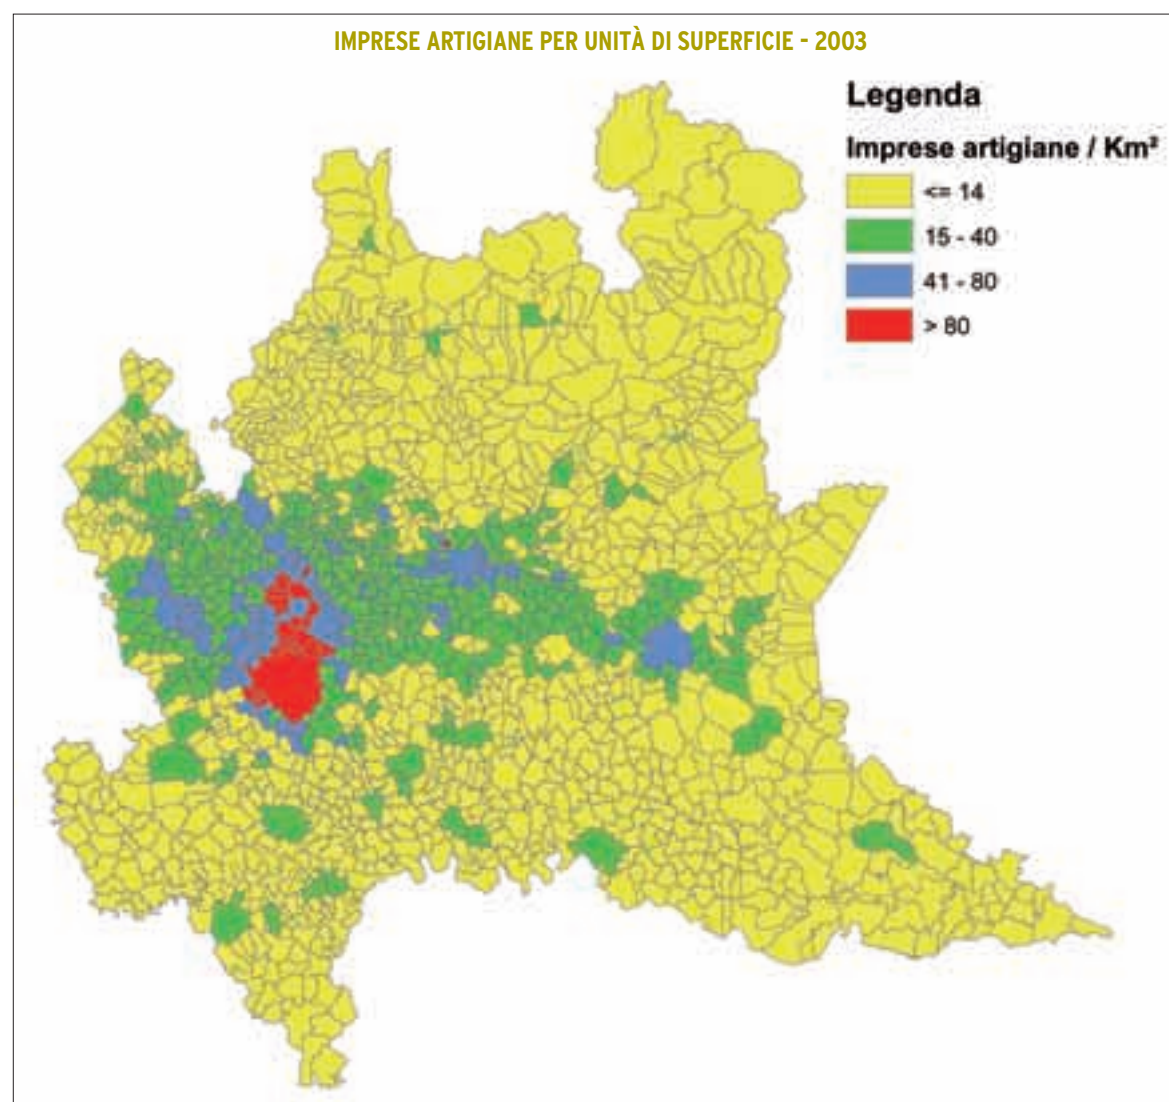 IMPRESE ARTIGIANE PER UNITÀ DI SUPERFICIE - 2003
Legenda
Imprese artigiane / Km²
<= 14
15 - 40
41 - 80
> 80